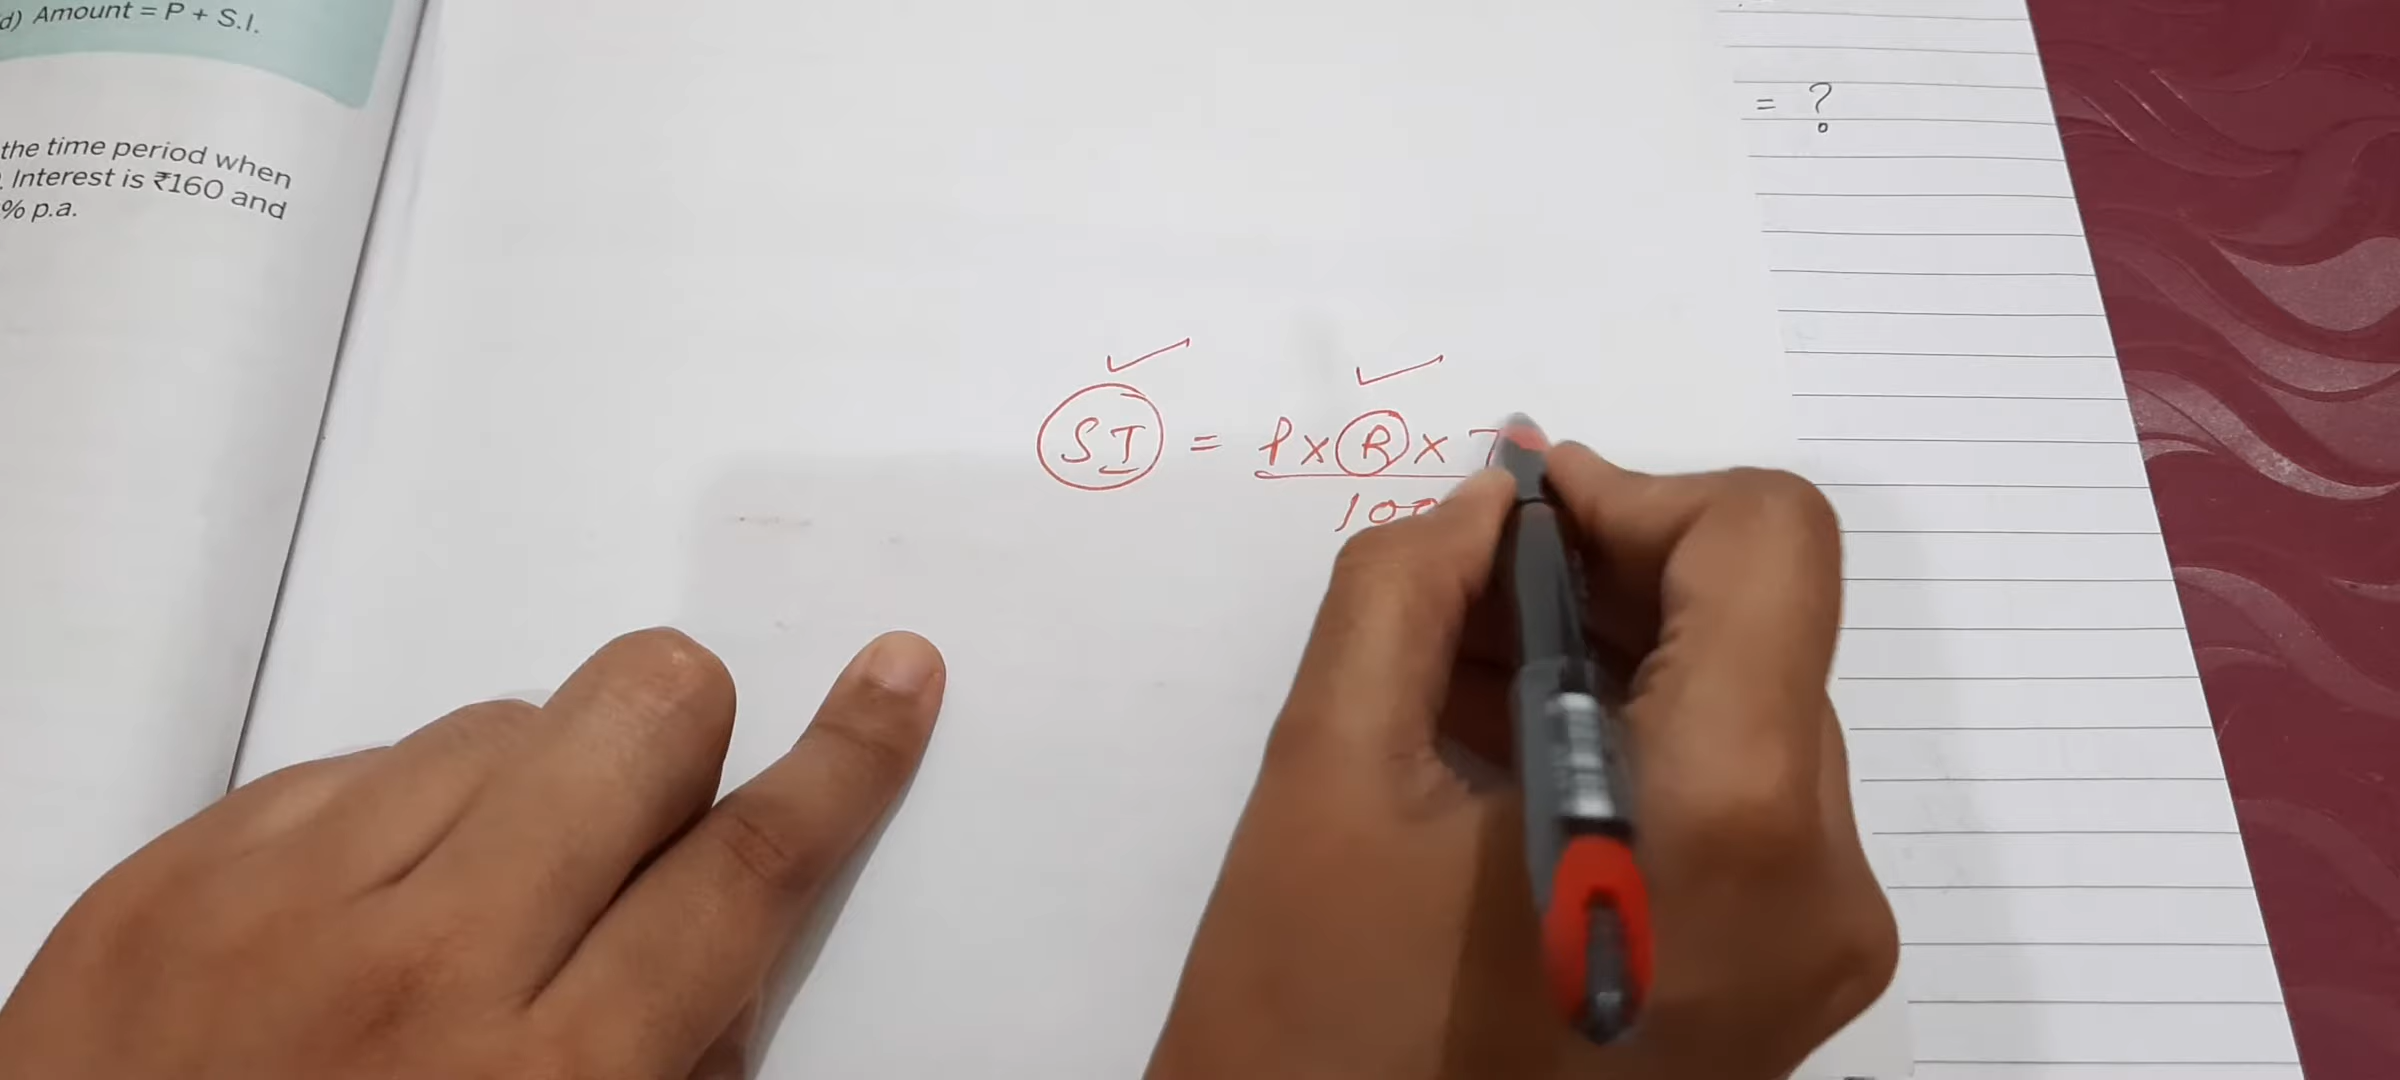 d) Amount = P + S.I.
the time period when
. Interest is ₹160 and
% p.a.
= ?
SI = P x R x T
100